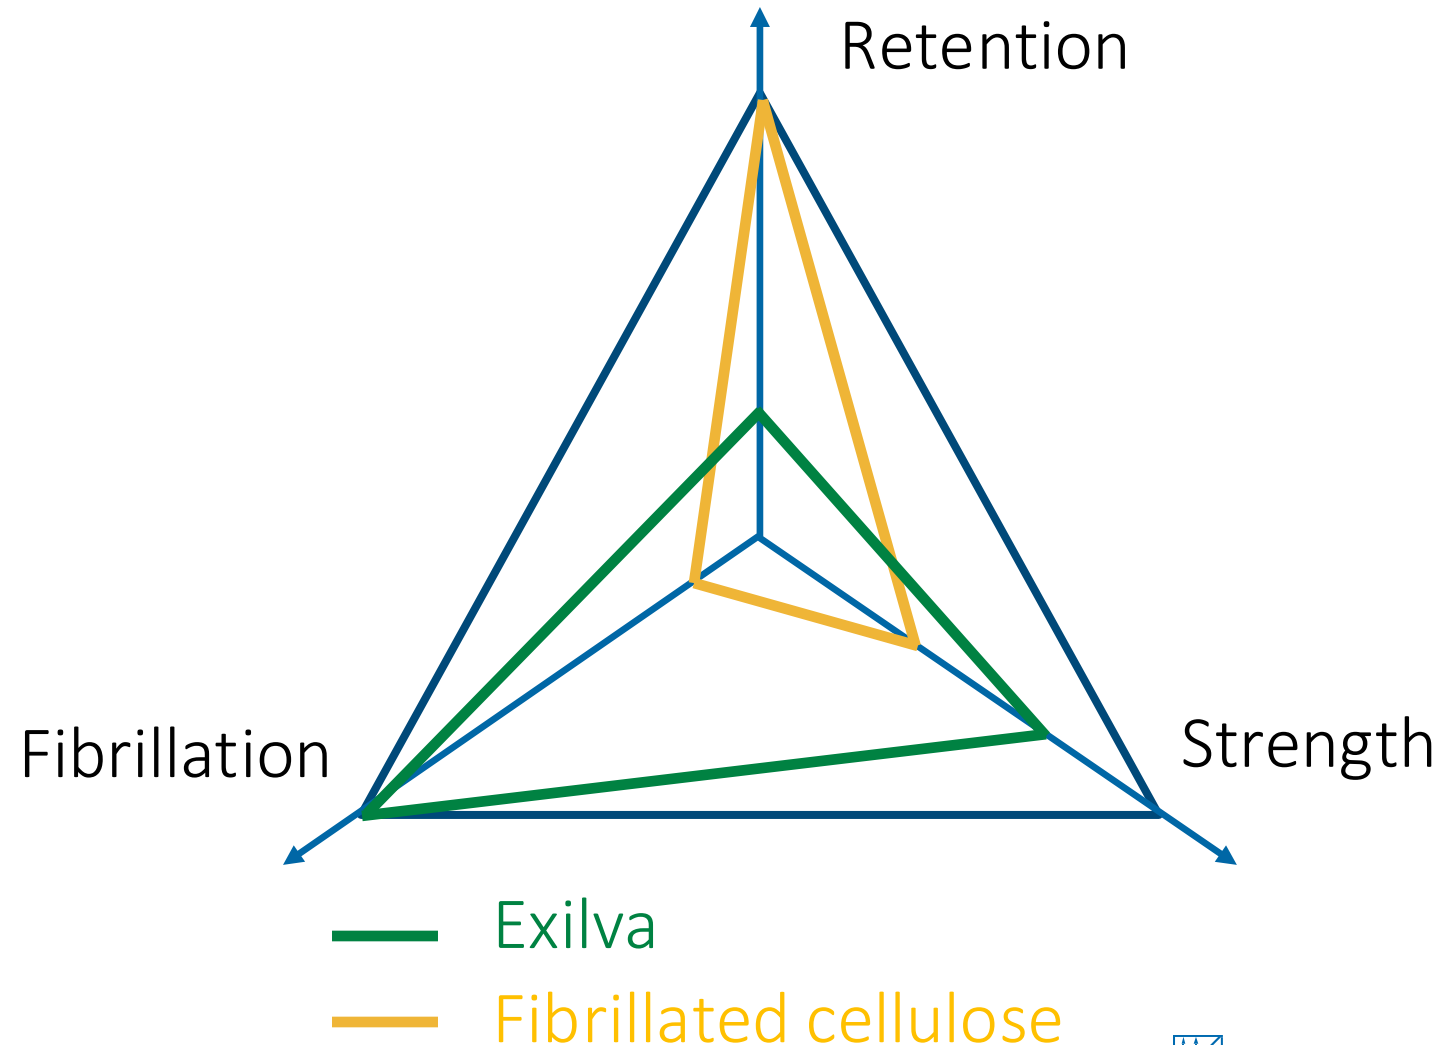 Retention
Fibrillation
Strength
Exilva
Fibrillated cellulose